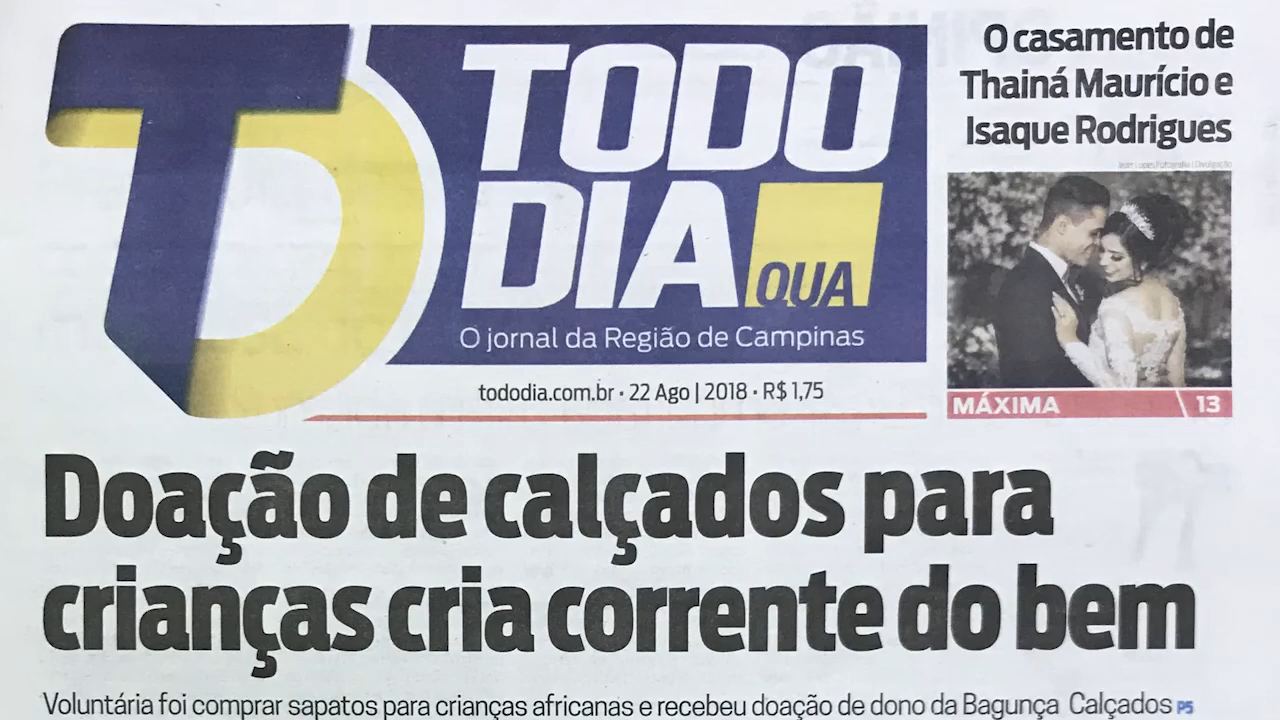 TODO
DIA
QUA
O jornal da Região de Campinas
tododia.com.br · 22 Ago | 2018 · R$ 1,75
O casamento de
Thainá Maurício e
Isaque Rodrigues
MÁXIMA 13
Doação de calçados para
crianças cria corrente do bem
Voluntária foi comprar sapatos para crianças africanas e recebeu doação de dono da Bagunça Calçados P5